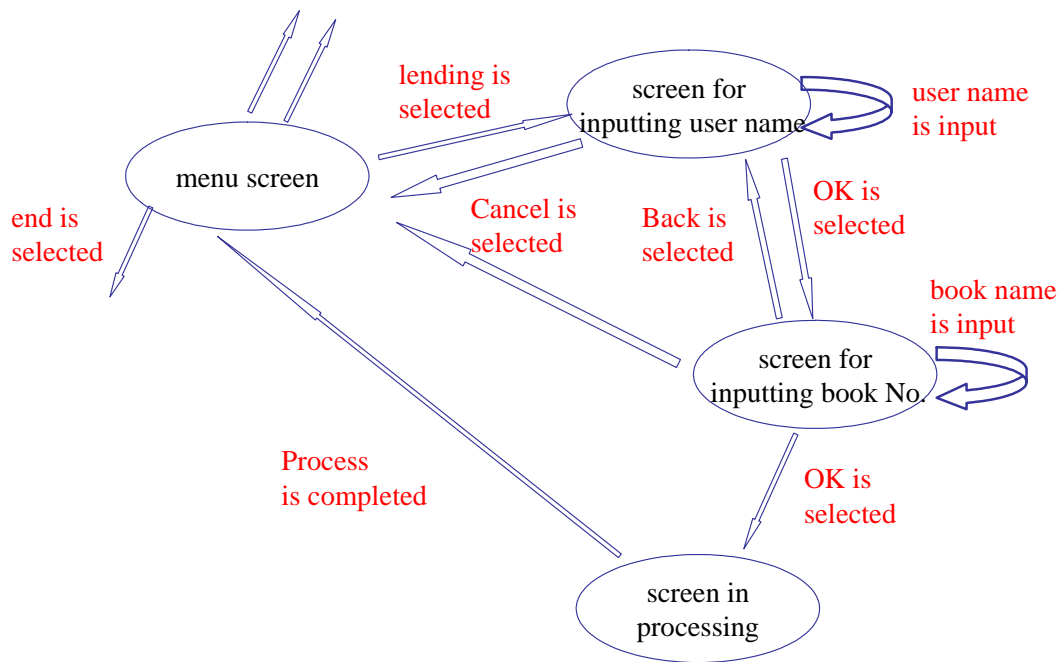 lending is
selected
screen for
inputting user name
user name
is input
menu screen
end is
selected
Cancel is
selected
Back is
selected
OK is
selected
book name
is input
screen for
inputting book No.
Process
is completed
OK is
selected
screen in
processing